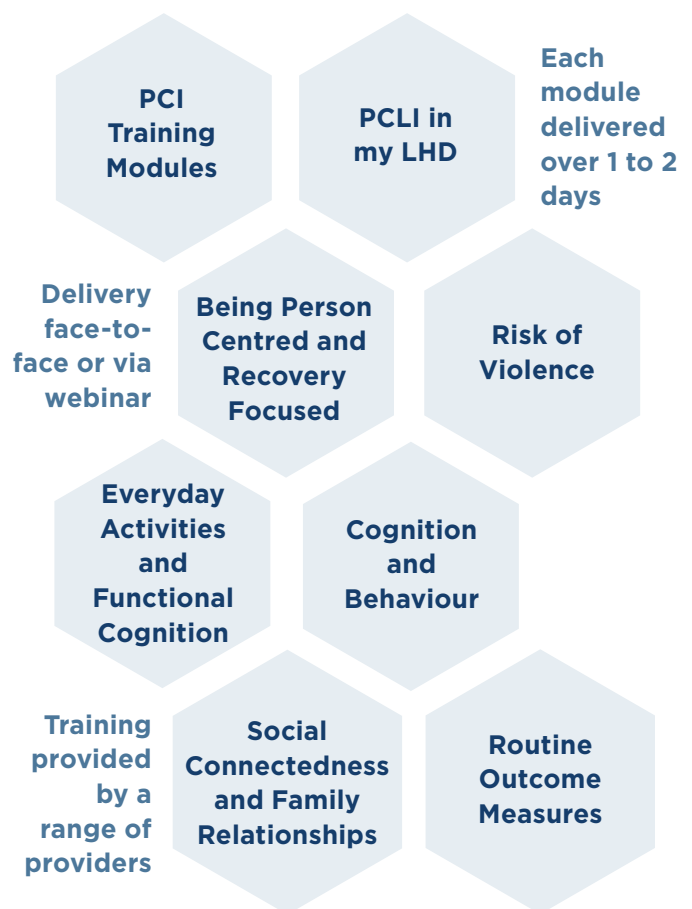 PCI
Training
Modules
PCLI in
my LHD
Each
module
delivered
over 1 to 2
days
Delivery
face-to-
face or via
webinar
Being Person
Centred and
Recovery
Focused
Risk of
Violence
Everyday
Activities
and
Functional
Cognition
Cognition
and
Behaviour
Training
provided
by a
range of
providers
Social
Connectedness
and Family
Relationships
Routine
Outcome
Measures